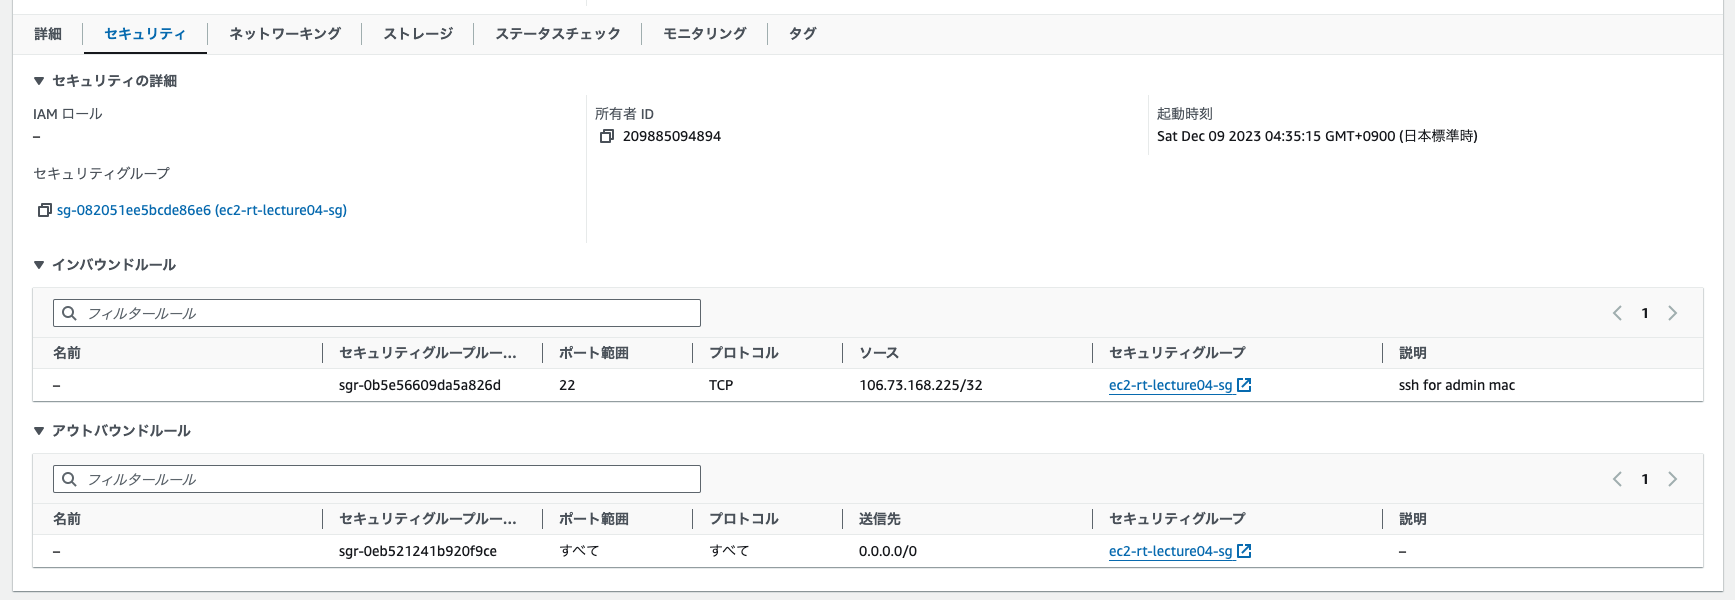 詳細 セキュリティ ネットワーキング ストレージ ステータスチェック モニタリング タグ
▼ セキュリティの詳細
IAM ロール
–
セキュリティグループ
sg-082051ee5bcde86e6 (ec2-rt-lecture04-sg)
所有者 ID
209885094894
起動時刻
Sat Dec 09 2023 04:35:15 GMT+0900 (日本標準時)
▼ インバウンドルール
フィルタールール
1
名前 セキュリティグループルー... ポート範囲 プロトコル ソース セキュリティグループ 説明
– sgr-0b5e56609da5a826d 22 TCP 106.73.168.225/32 ec2-rt-lecture04-sg ssh for admin mac
▼ アウトバウンドルール
フィルタールール
1
名前 セキュリティグループルー... ポート範囲 プロトコル 送信先 セキュリティグループ 説明
– sgr-0eb521241b920f9ce すべて すべて 0.0.0.0/0 ec2-rt-lecture04-sg –